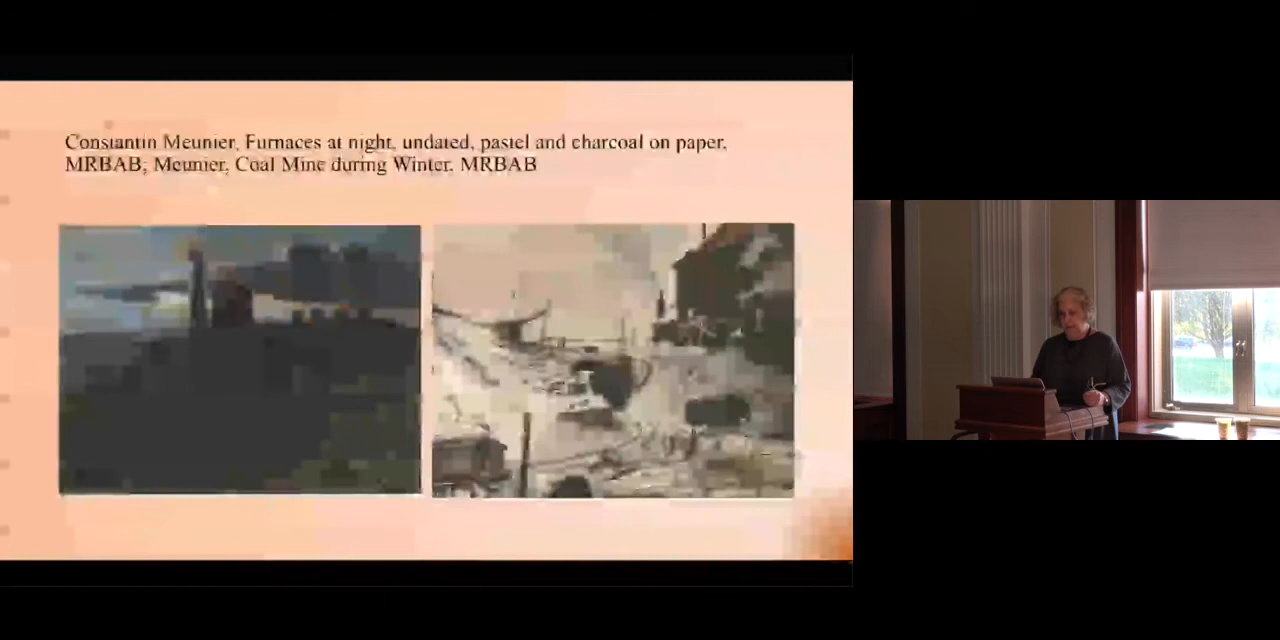 Constantin Meunier, Furnaces at night, undated, pastel and charcoal on paper,
MRBAB; Meunier, Coal Mine during Winter, MRBAB